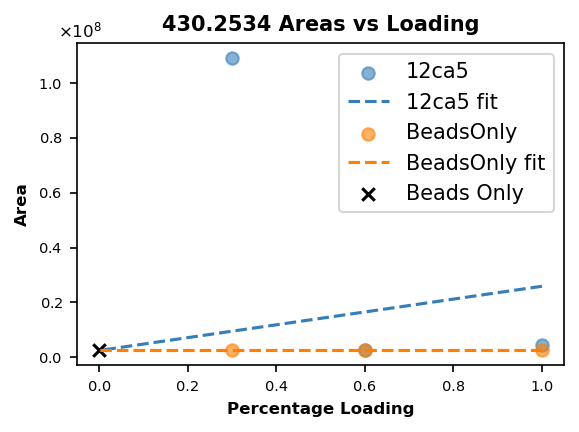 430.2534 Areas vs Loading
×10⁸
1.0
0.8
0.6
0.4
0.2
0.0
Area
12ca5
12ca5 fit
BeadsOnly
BeadsOnly fit
Beads Only
0.0 0.2 0.4 0.6 0.8 1.0
Percentage Loading